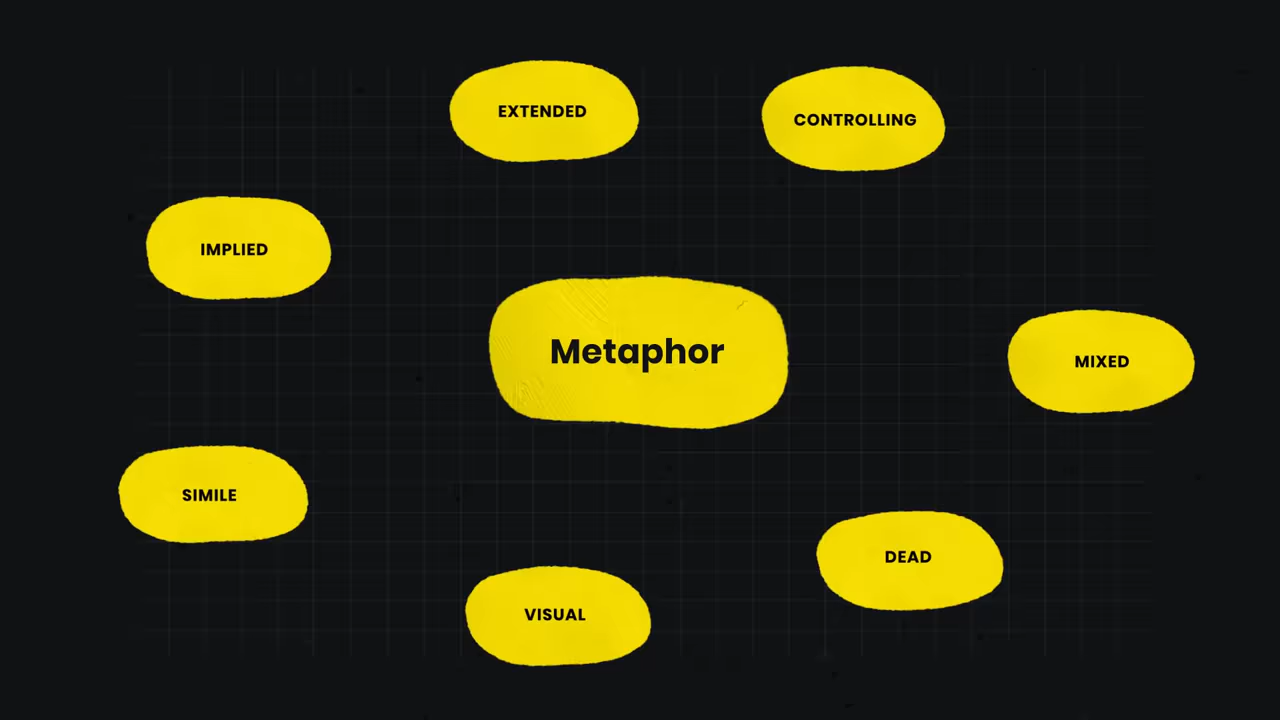 EXTENDED
CONTROLLING
IMPLIED
Metaphor
MIXED
SIMILE
DEAD
VISUAL